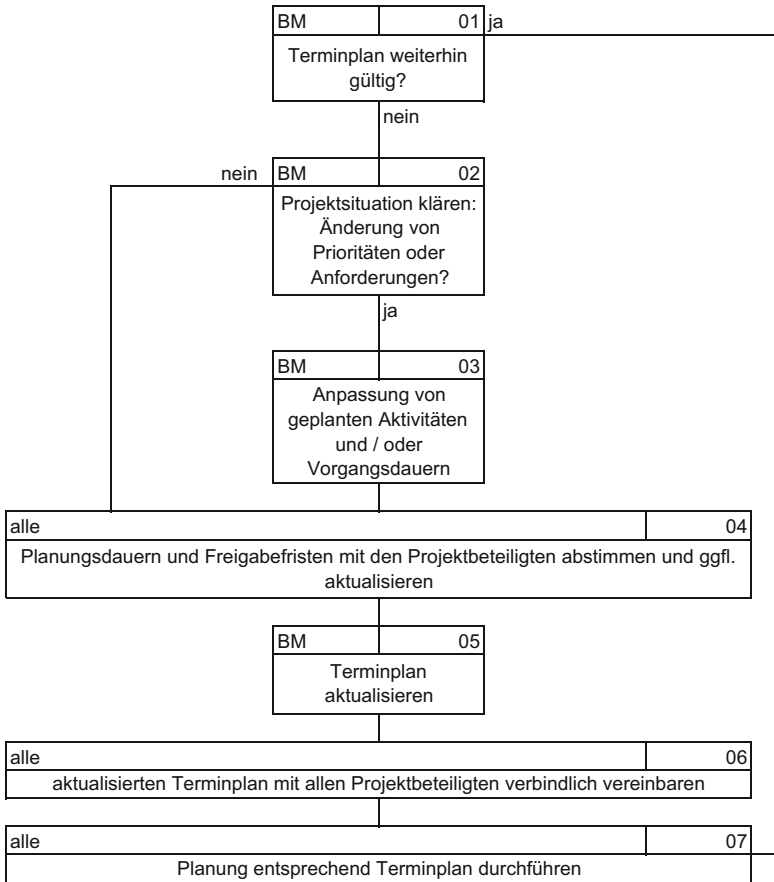 BM 01 ja
Terminplan weiterhin
gültig?
nein
nein BM 02
Projektsituation klären:
Änderung von
Prioritäten oder
Anforderungen?
ja
BM 03
Anpassung von
geplanten Aktivitäten
und / oder
Vorgangsdauern
alle 04
Planungsdauern und Freigabefristen mit den Projektbeteiligten abstimmen und ggfl.
aktualisieren
BM 05
Terminplan
aktualisieren
alle 06
aktualisierten Terminplan mit allen Projektbeteiligten verbindlich vereinbaren
alle 07
Planung entsprechend Terminplan durchführen